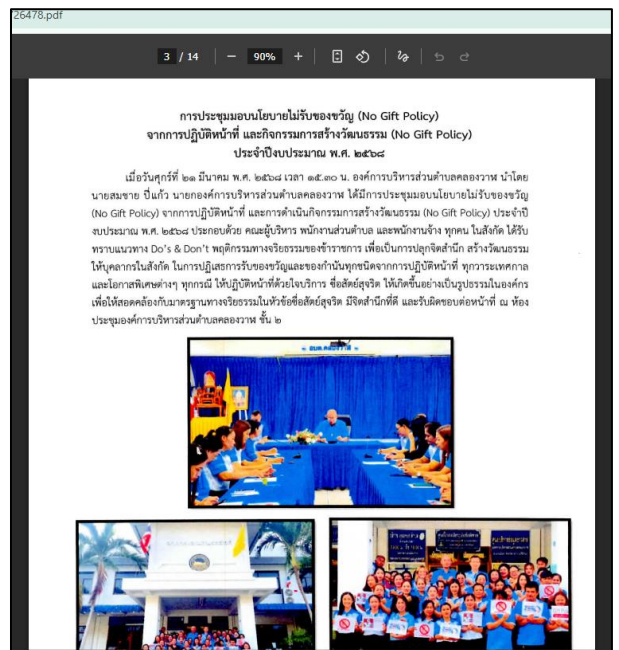 26478.pdf
3 / 14 — 90% +
การประชุมมอบนโยบายไม่รับของขวัญ (No Gift Policy)
จากการปฏิบัติหน้าที่ และกิจกรรมการสร้างวัฒนธรรม (No Gift Policy)
ประจำปีงบประมาณ พ.ศ. ๒๕๖๘
เมื่อวันศุกร์ที่ ๒๑ มีนาคม พ.ศ. ๒๕๖๘ เวลา ๑๕.๓๐ น. องค์การบริหารส่วนตำบลคลองวาฬ นำโดย
นายสมชาย ปี่แก้ว นายกองค์การบริหารส่วนตำบลคลองวาฬ ได้มีการประชุมมอบนโยบายไม่รับของขวัญ
(No Gift Policy) จากการปฏิบัติหน้าที่ และการดำเนินกิจกรรมการสร้างวัฒนธรรม (No Gift Policy) ประจำปี
งบประมาณ พ.ศ. ๒๕๖๘ ประกอบด้วย คณะผู้บริหาร พนักงานส่วนตำบล และพนักงานจ้าง ทุกคน ในสังกัด ได้รับ
ทราบแนวทาง Do's & Don't พฤติกรรมทางจริยธรรมของข้าราชการ เพื่อเป็นการปลุกจิตสำนึก สร้างวัฒนธรรม
ให้บุคลากรในสังกัด ในการปฏิเสธการรับของขวัญและของกำนันทุกชนิดจากการปฏิบัติหน้าที่ ทุกวาระเทศกาล
และโอกาสพิเศษต่างๆ ทุกกรณี ให้ปฏิบัติหน้าที่ด้วยใจบริการ ซื่อสัตย์สุจริต ให้เกิดขึ้นอย่างเป็นรูปธรรมในองค์กร
เพื่อให้สอดคล้องกับมาตรฐานทางจริยธรรมในหัวข้อซื่อสัตย์สุจริต มีจิตสำนึกที่ดี และรับผิดชอบต่อหน้าที่ ณ ห้อง
ประชุมองค์การบริหารส่วนตำบลคลองวาฬ ชั้น ๒